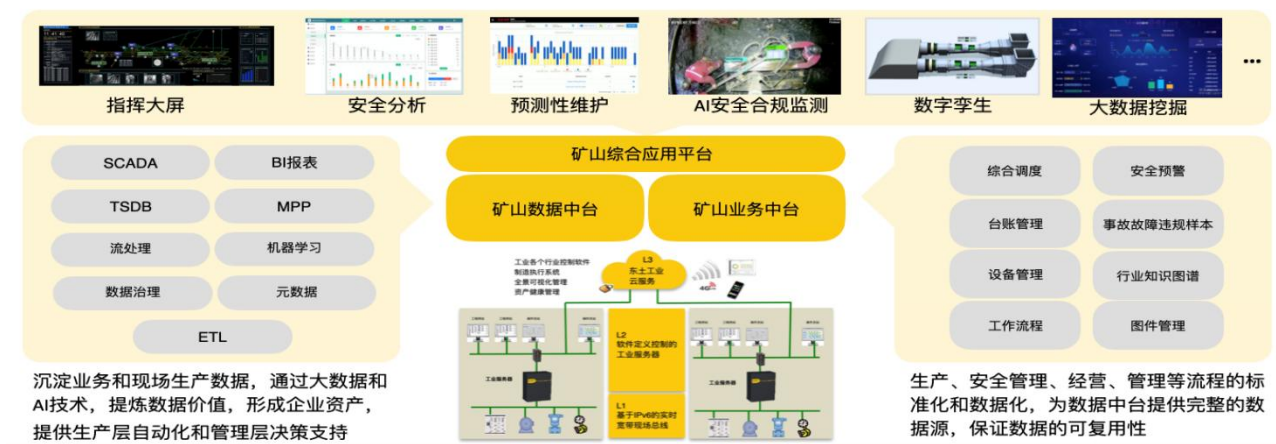 指挥大屏
安全分析
预测性维护
AI安全合规监测
数字孪生
大数据挖掘
...
SCADA
BI报表
TSDB
MPP
流处理
机器学习
数据治理
元数据
ETL
沉淀业务和现场生产数据，通过大数据和
AI技术，提炼数据价值，形成企业资产，
提供生产层自动化和管理层决策支持
矿山综合应用平台
矿山数据中台
矿山业务中台
工业各个行业控制软件
制造执行系统
全景可视化管理
资产健康管理
L3
东土工业
云服务
4G
L2
软件定义控制的
工业服务器
L1
基于IPv6的实时
宽带现场总线
工业服务器
工业服务器
综合调度
安全预警
台账管理
事故故障违规样本
设备管理
行业知识图谱
工作流程
图件管理
生产、安全管理、经营、管理等流程的标
准化和数据化，为数据中台提供完整的数
据源，保证数据的可复用性